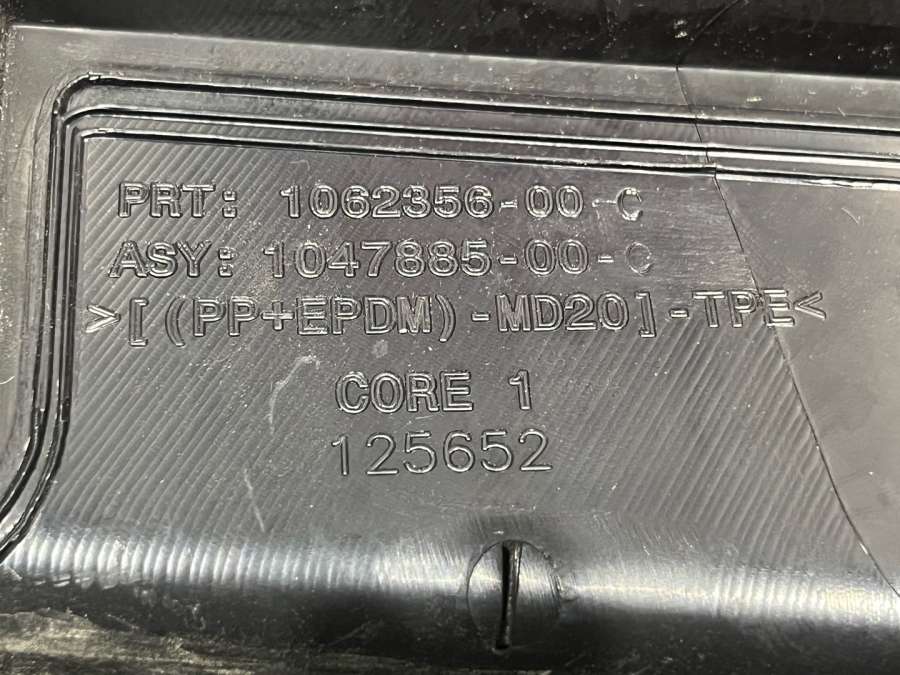 PRT: 1062356-00-C
ASY: 1047885-00-C
>[(PP+EPDM)-MD20]-TPE<
CORE 1
125652